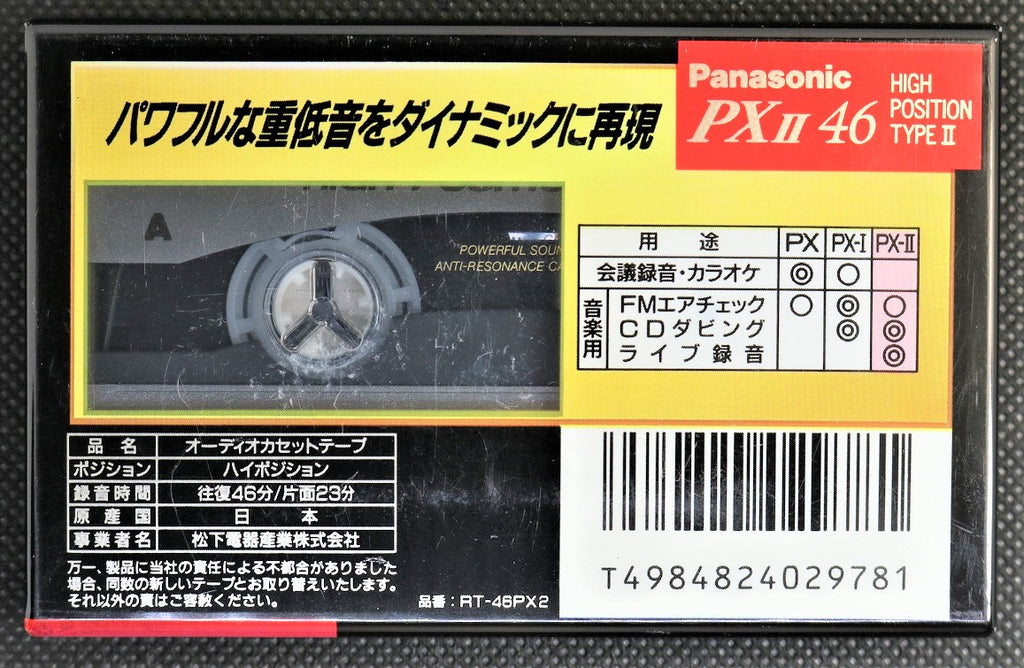 パワフルな重低音をダイナミックに再現
Panasonic
PX II 46
HIGH
POSITION
TYPE II
A
POWERFUL SOUN
ANTI-RESONANCE CA
用途 PX PX-I PX-II
会議録音・カラオケ ◎ ○
音楽用
FMエアチェック ○ ◎ ○
CDダビング ◎ ◎
ライブ録音 ◎
品名 オーディオカセットテープ
ポジション ハイポジション
録音時間 往復46分/片面23分
原産国 日本
事業者名 松下電器産業株式会社
万一、製品に当社の責任による不都合がありました
場合、同数の新しいテープとお取り替えいたします。
それ以外の責はご容赦ください。
品番:RT-46PX2
T4984824029781